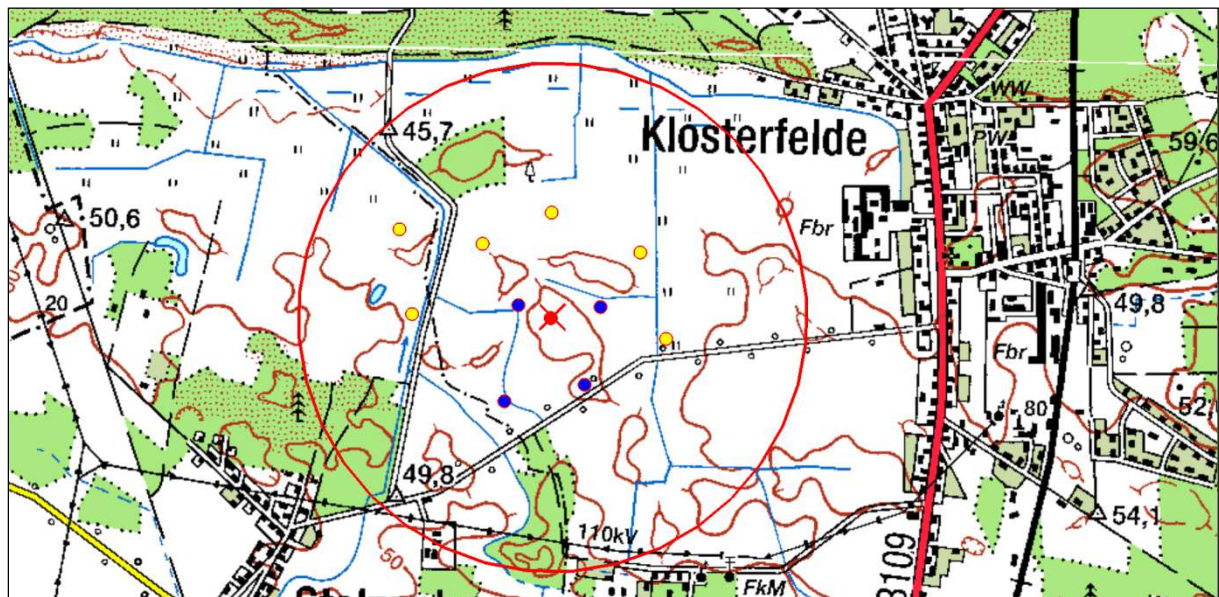 WW
45,7
Klosterfelde
PW
59,6
50,6
Fbr
20
49,8
Fbr
80
52,
49,8
54,1
110kV
50
B109
FkM